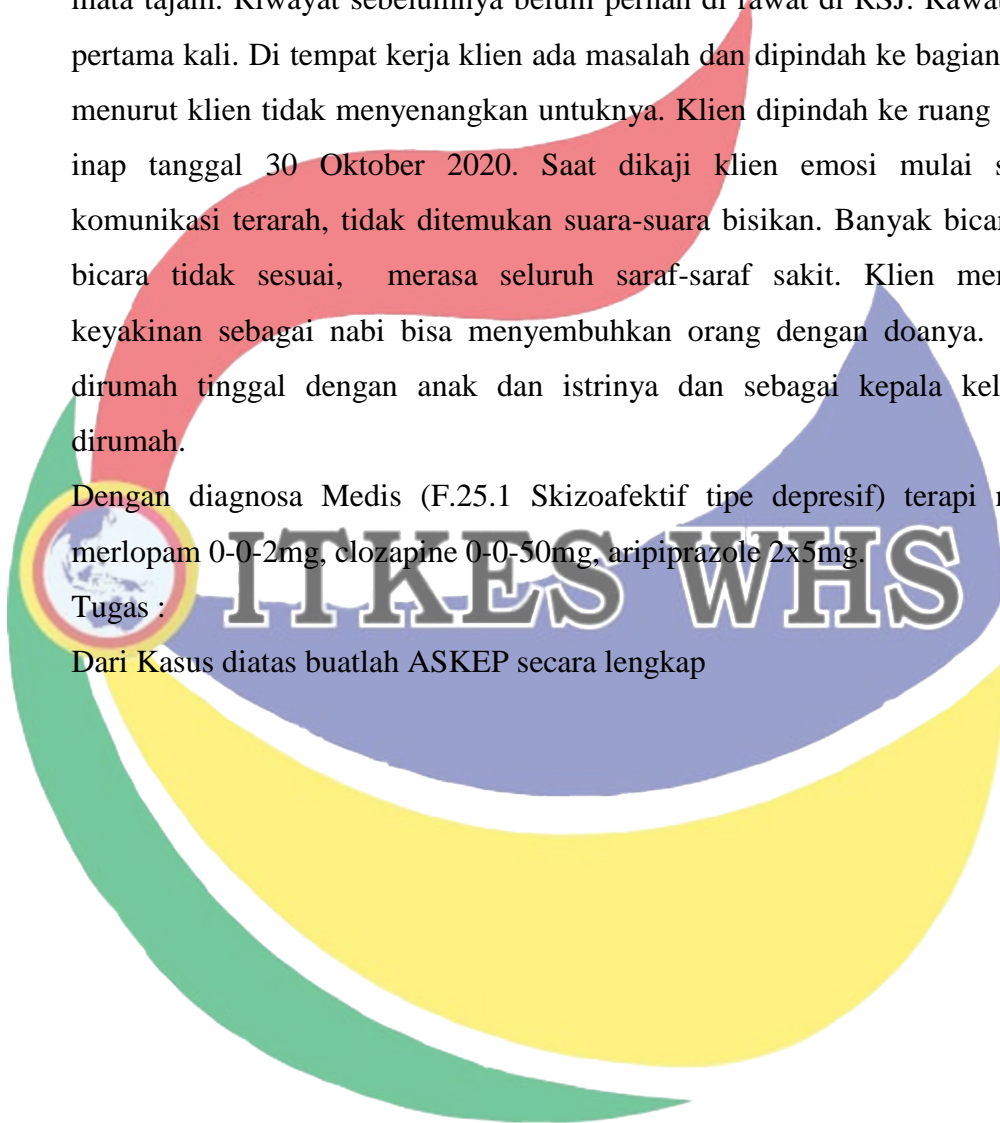 mata tajam. Riwayat sebelumnya belum pernah di rawat di RSJ. Rawat
pertama kali. Di tempat kerja klien ada masalah dan dipindah ke bagian
menurut klien tidak menyenangkan untuknya. Klien dipindah ke ruang
inap tanggal 30 Oktober 2020. Saat dikaji klien emosi mulai s
komunikasi terarah, tidak ditemukan suara-suara bisikan. Banyak bicar
bicara tidak sesuai, merasa seluruh saraf-saraf sakit. Klien mer
keyakinan sebagai nabi bisa menyembuhkan orang dengan doanya.
dirumah tinggal dengan anak dan istrinya dan sebagai kepala kel
dirumah.
Dengan diagnosa Medis (F.25.1 Skizoafektif tipe depresif) terapi
merlopam 0-0-2mg, clozapine 0-0-50mg, aripiprazole 2x5mg.
ITKES WHS
Tugas :
Dari Kasus diatas buatlah ASKEP secara lengkap